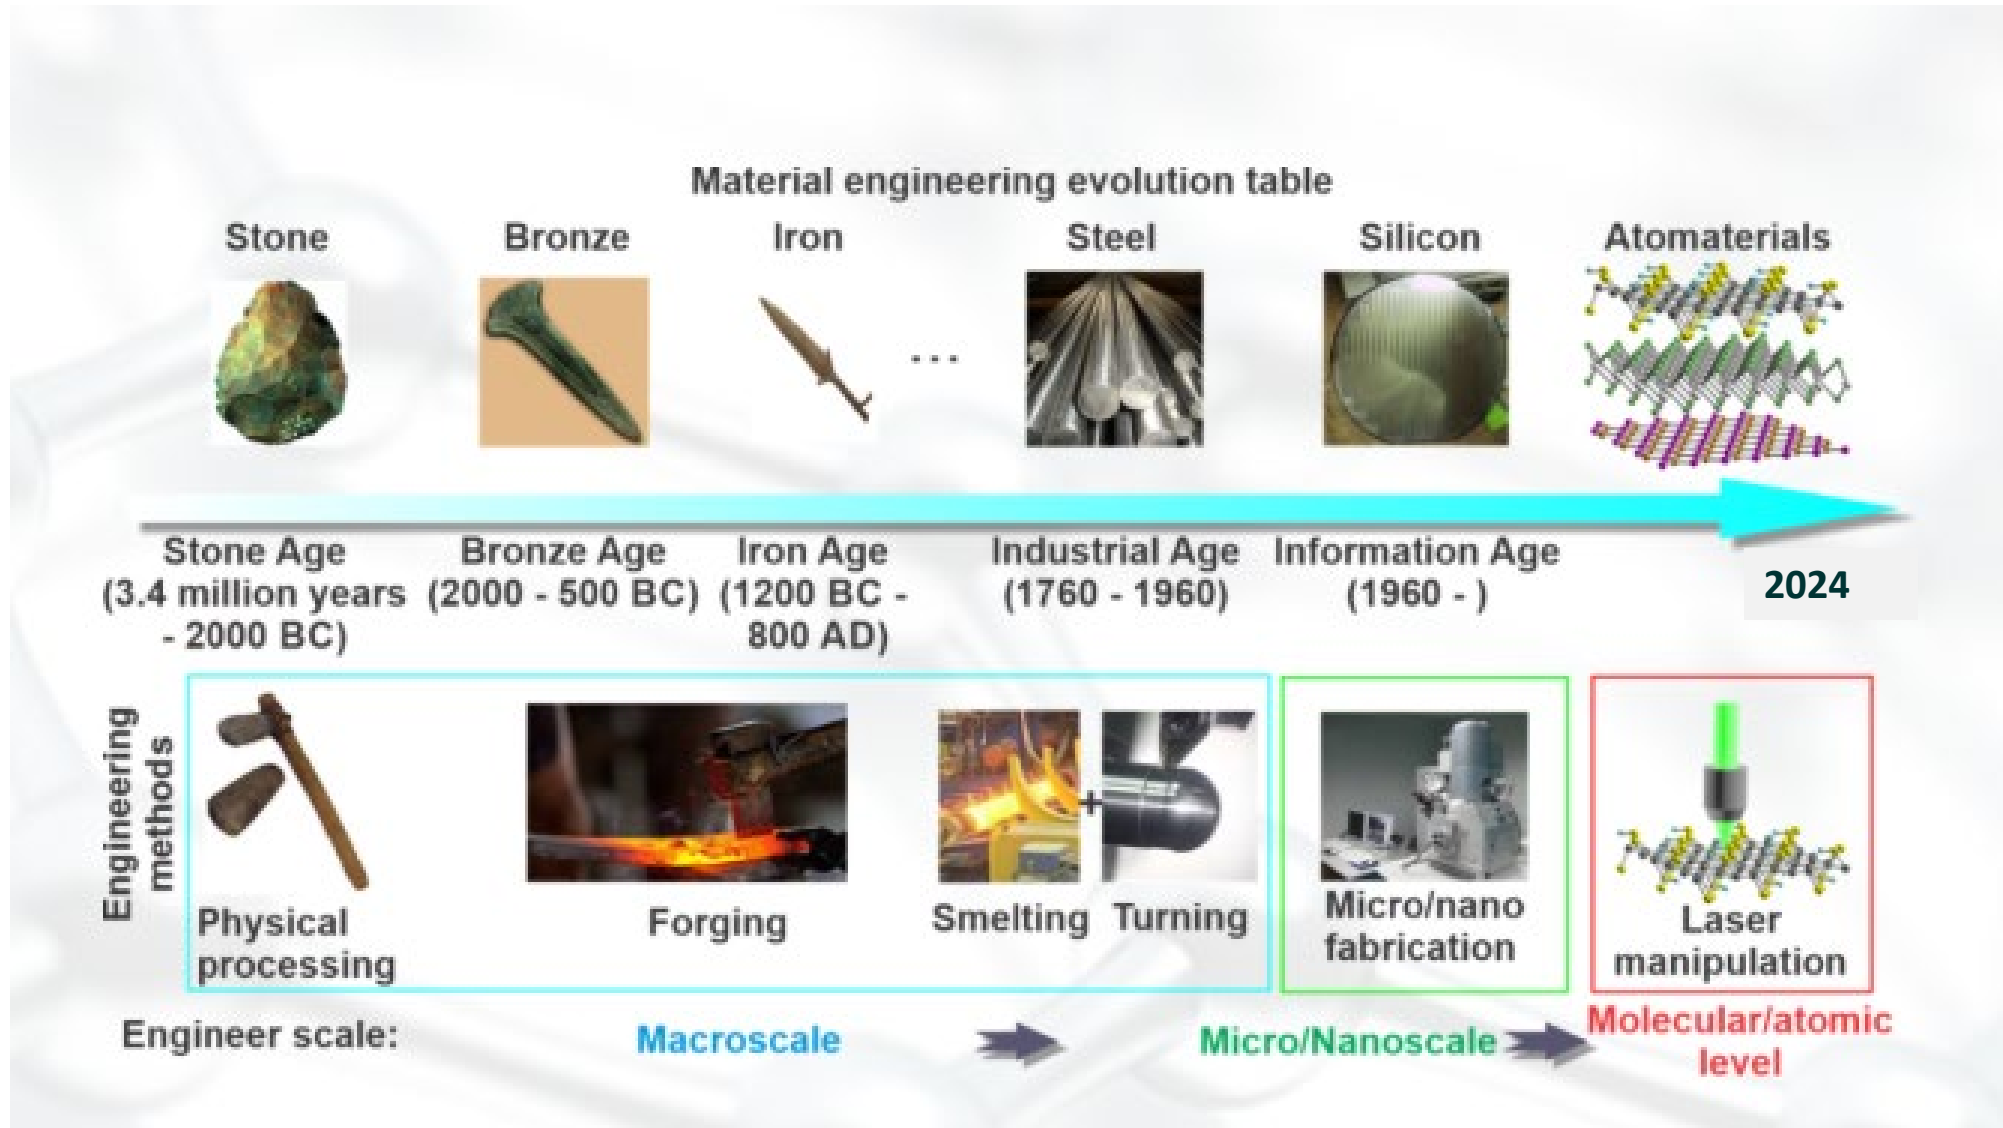 Material engineering evolution table
Stone
Bronze
Iron
Steel
Silicon
Atomaterials
...
Stone Age
(3.4 million years
- 2000 BC)
Bronze Age
(2000 - 500 BC)
Iron Age
(1200 BC -
800 AD)
Industrial Age
(1760 - 1960)
Information Age
(1960 - )
2024
Engineering
methods
Physical
processing
Forging
Smelting
+
Turning
Micro/nano
fabrication
Laser
manipulation
Engineer scale:
Macroscale
Micro/Nanoscale
Molecular/atomic
level